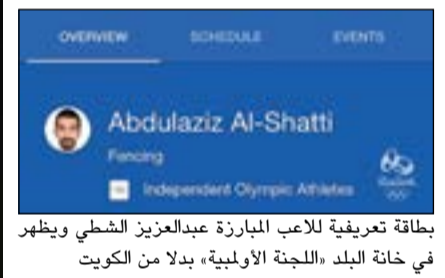 OVERVIEW SCHEDULE EVENTS
Abdulaziz Al-Shatti
Fencing
Independent Olympic Athletes
بطاقة تعريفية للاعب المبارزة عبدالعزيز الشطي ويظهر
في خانة البلد «اللجنة الأولمبية» بدلا من الكويت